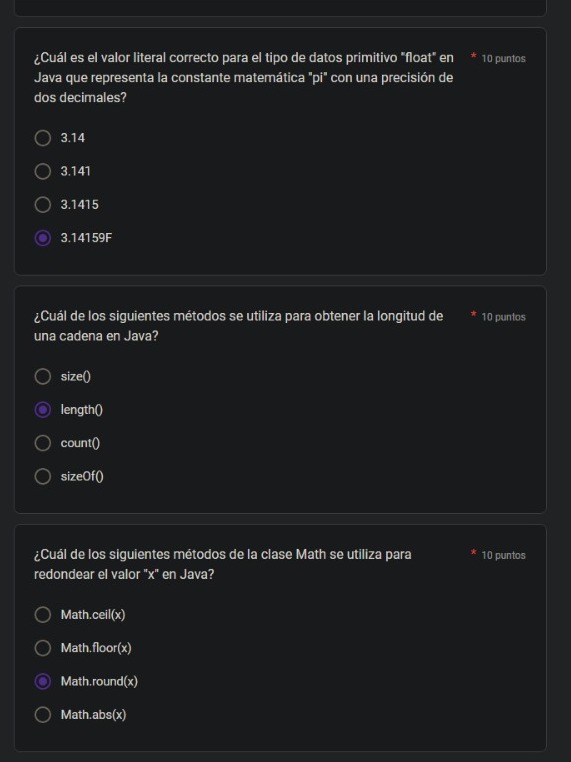 ¿Cuál es el valor literal correcto para el tipo de datos primitivo "float" en * 10 puntos
Java que representa la constante matemática "pi" con una precisión de
dos decimales?
3.14
3.141
3.1415
3.14159F
¿Cuál de los siguientes métodos se utiliza para obtener la longitud de * 10 puntos
una cadena en Java?
size()
length()
count()
sizeOf()
¿Cuál de los siguientes métodos de la clase Math se utiliza para * 10 puntos
redondear el valor "x" en Java?
Math.ceil(x)
Math.floor(x)
Math.round(x)
Math.abs(x)